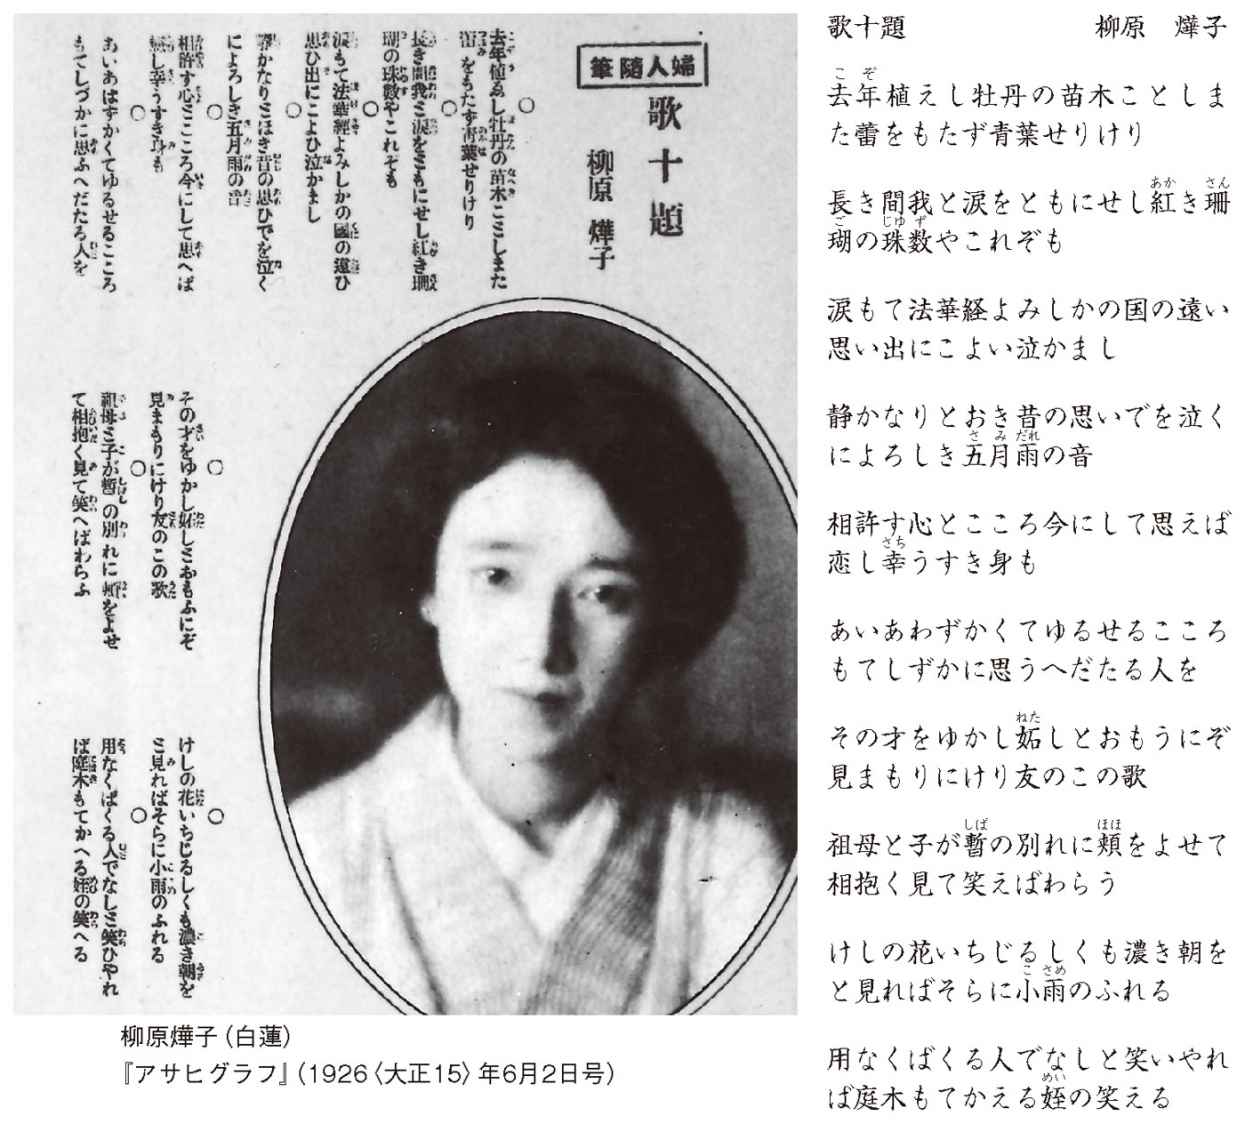 婦人隨筆
歌十題
柳原 燁子
去年植ゑし牡丹の苗木ことしまた
蕾をもたず靑葉せりけり
○
長き間我と涙をともにせし紅き珊
瑚の珠數やこれぞも
○
涙もて法華經よみしかの國の遠ひ
思ひ出にこよひ泣かまし
○
靜かなりとほき昔の思ひでを泣く
によろしき五月雨の音
○
相許す心とこころ今にして思へば
戀し幸うすき身も
○
あいあはずかくてゆるせるこころ
もてしづかに思ふへだたる人を
○
その才をゆかし妬しとおもふにぞ
見まもりにけり友のこの歌
○
祖母と子が暫の別れに頬をよせ
て相抱く見て笑へばわらふ
○
けしの花いちじるしくも濃き朝を
と見ればそらに小雨のふれる
○
用なくばくる人でなしと笑ひやれ
ば庭木もてかへる姪の笑へる
柳原燁子（白蓮）
『アサヒグラフ』（1926〈大正15〉年6月2日号）
歌十題 柳原 燁子
去年植えし牡丹の苗木ことしま
た蕾をもたず青葉せりけり
長き間我と涙をともにせし紅き珊
瑚の珠数やこれぞも
涙もて法華経よみしかの国の遠い
思い出にこよい泣かまし
静かなりとおき昔の思いでを泣く
によろしき五月雨の音
相許す心とこころ今にして思えば
恋し幸うすき身も
あいあわずかくてゆるせるこころ
もてしずかに思うへだたる人を
その才をゆかし妬しとおもうにぞ
見まもりにけり友のこの歌
祖母と子が暫の別れに頬をよせて
相抱く見て笑えばわらう
けしの花いちじるしくも濃き朝を
と見ればそらに小雨のふれる
用なくばくる人でなしと笑いやれ
ば庭木もてかえる姪の笑える